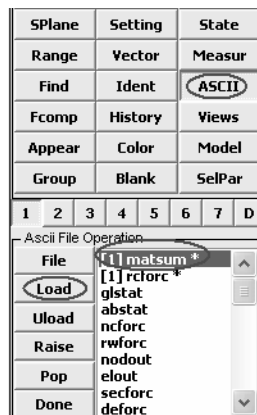 SPlane Setting State
Range Vector Measur
Find Ident ASCII
Fcomp History Views
Appear Color Model
Group Blank SelPar
1 2 3 4 5 6 7 D
Ascii File Operation
File [1] matsum *
Load [1] rcforc *
glstat
Uload abstat
ncforc
Raise rwforc
nodout
Pop elout
secforc
Done deforc